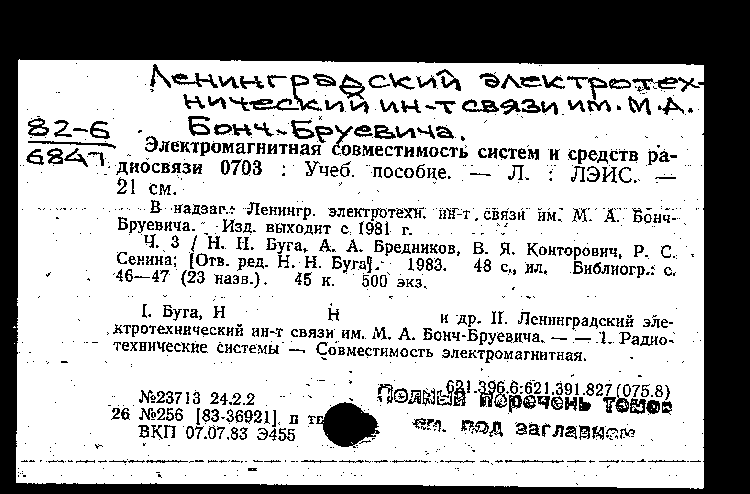 Ленинградский электротех-
нический ин-т связи им. М. А.
Бонч-Бруевича.
82-6
6847
Электромагнитная совместимость систем и средств ра-
диосвязи 0703 : Учеб. пособие. — Л. : ЛЭИС. —
21 см.
В надзаг.: Ленингр. электротехн. ин-т связи им. М. А. Бонч-
Бруевича. Изд. выходит с 1981 г.
Ч. 3 / Н. Н. Буга, А. А. Бредников, В. Я. Конторович, Р. С.
Сенина; [Отв. ред. Н. Н. Буга]. 1983. 48 с., ил. Библиогр.: с.
46—47 (23 назв.). 45 к. 500 экз.
I. Буга, Н Н и др. II. Ленинградский эле-
ктротехнический ин-т связи им. М. А. Бонч-Бруевича. — — 1. Радио-
технические системы — Совместимость электромагнитная.
621.396.6:621.391.827(075.8)
№23713 24.2.2
Полный перечень томов
26 №256 [83-36921] п
см. под заглавием
ВКП 07.07.83 Э455